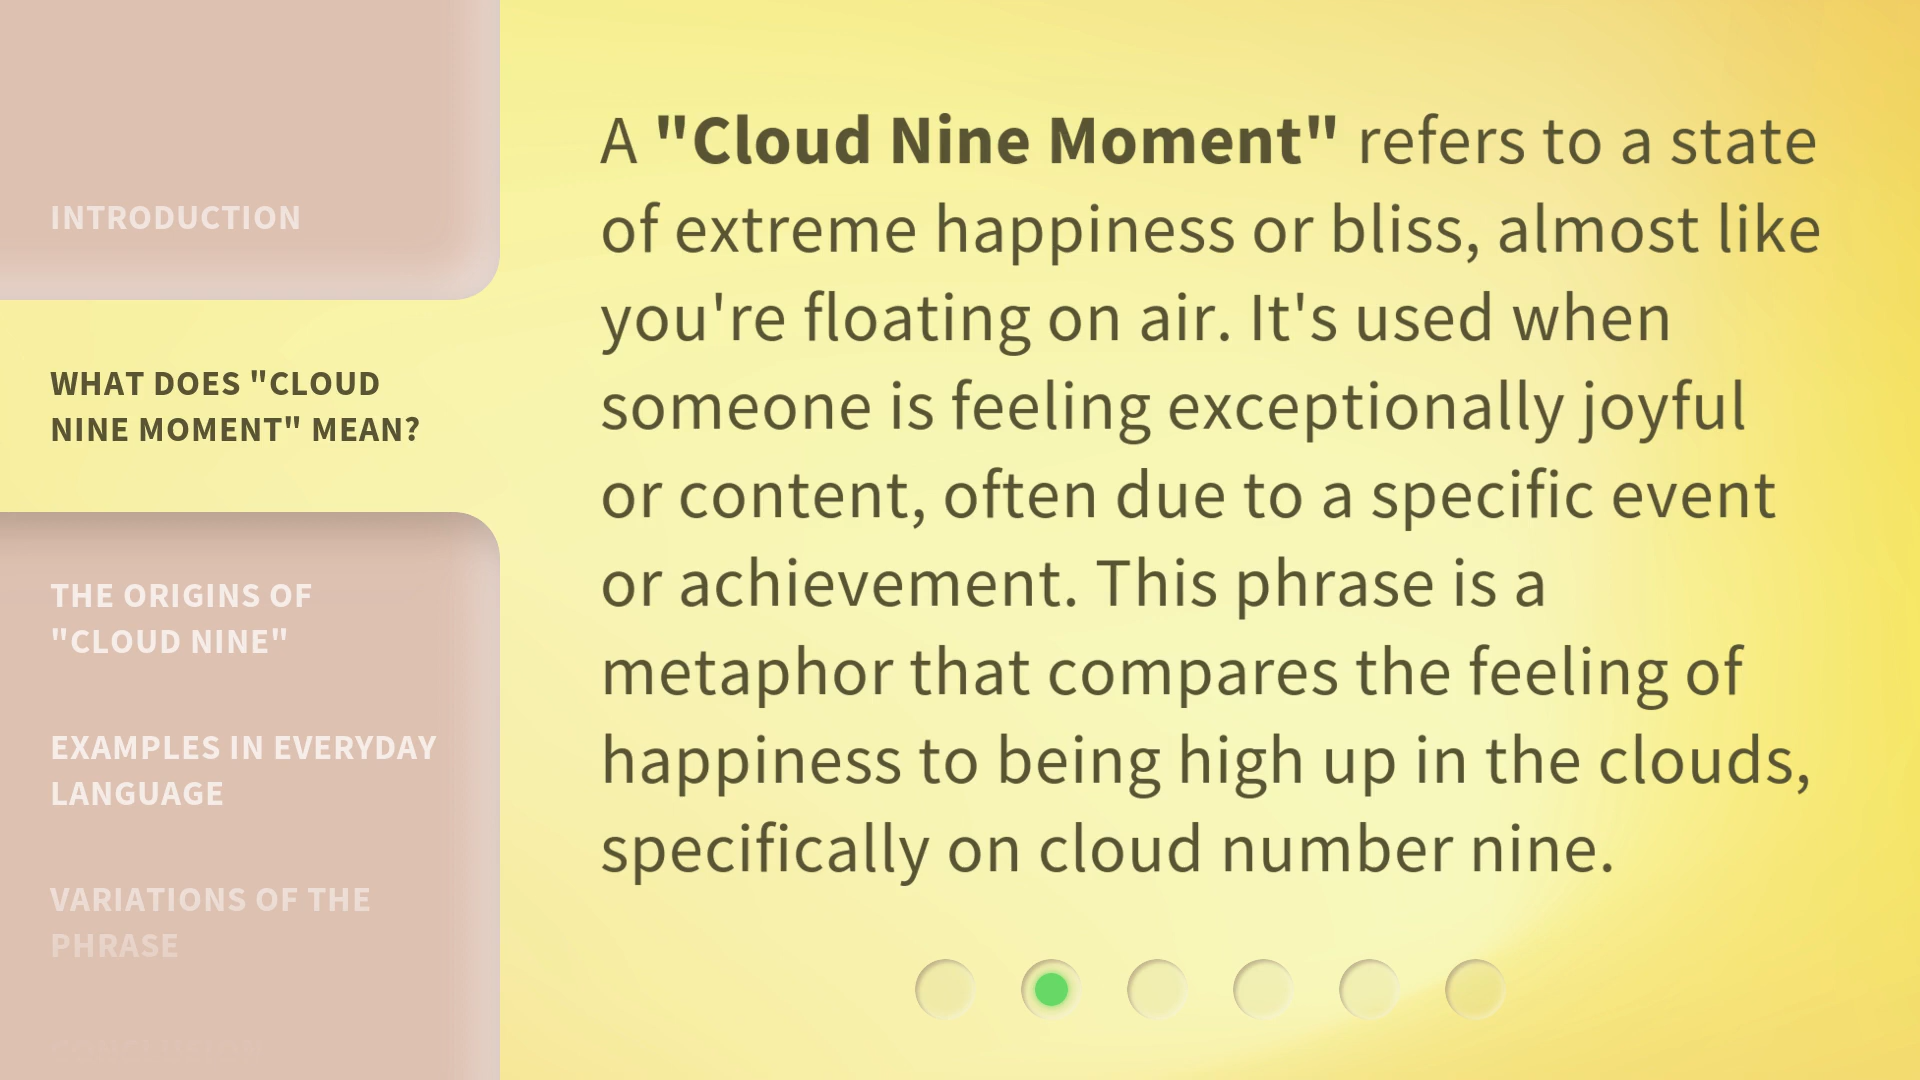 INTRODUCTION
WHAT DOES "CLOUD
NINE MOMENT" MEAN?
THE ORIGINS OF
"CLOUD NINE"
EXAMPLES IN EVERYDAY
LANGUAGE
VARIATIONS OF THE
PHRASE
A "Cloud Nine Moment" refers to a state
of extreme happiness or bliss, almost like
you're floating on air. It's used when
someone is feeling exceptionally joyful
or content, often due to a specific event
or achievement. This phrase is a
metaphor that compares the feeling of
happiness to being high up in the clouds,
specifically on cloud number nine.